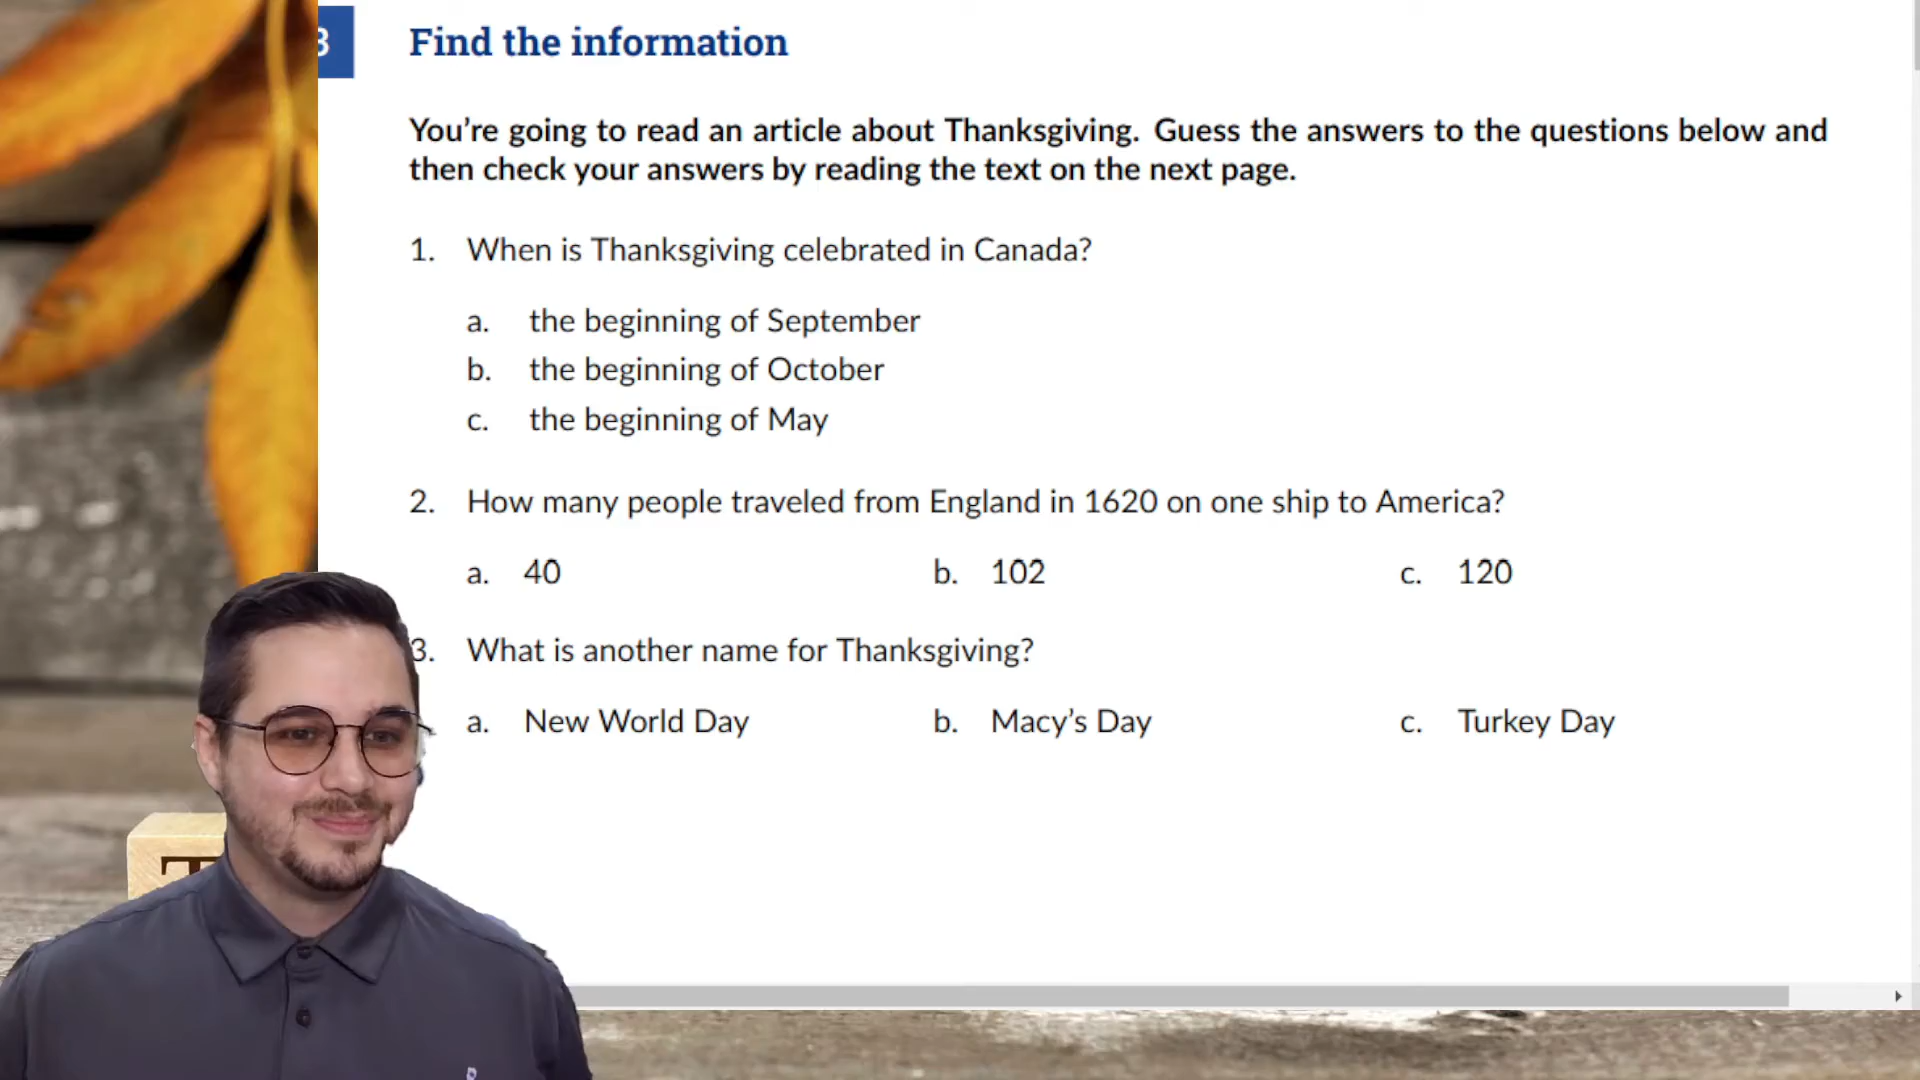 3 Find the information
You're going to read an article about Thanksgiving. Guess the answers to the questions below and
then check your answers by reading the text on the next page.
1. When is Thanksgiving celebrated in Canada?
a. the beginning of September
b. the beginning of October
c. the beginning of May
2. How many people traveled from England in 1620 on one ship to America?
a. 40 b. 102 c. 120
3. What is another name for Thanksgiving?
a. New World Day b. Macy's Day c. Turkey Day
T